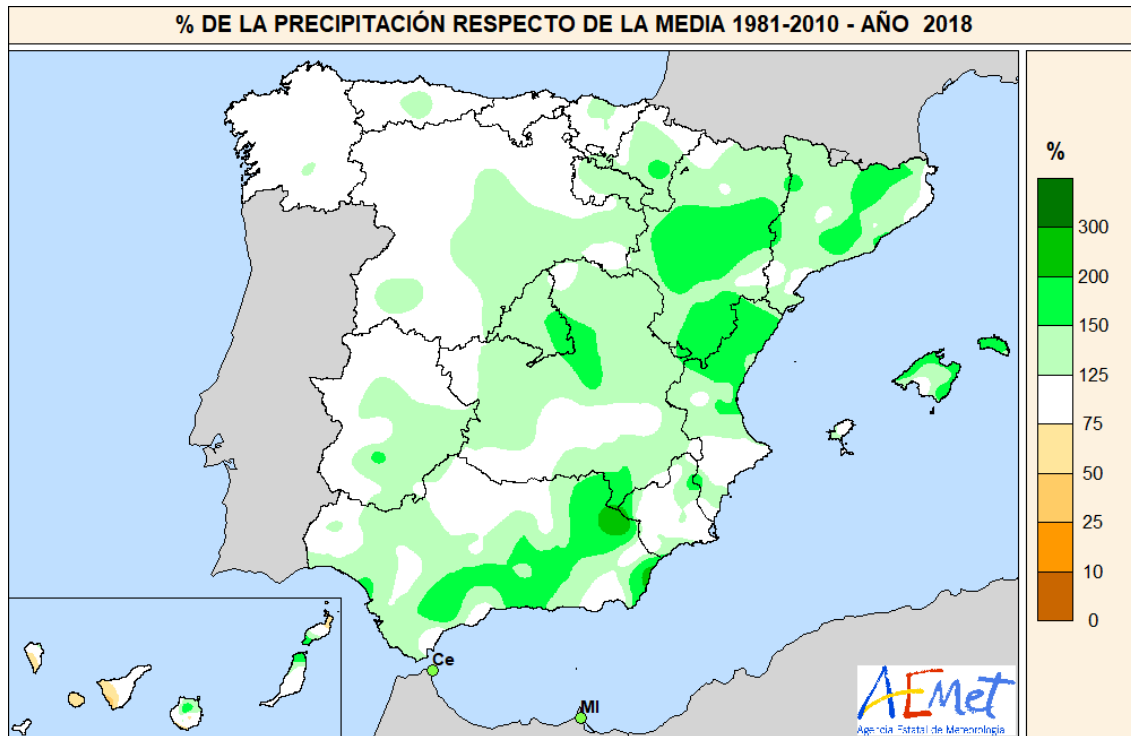 % DE LA PRECIPITACIÓN RESPECTO DE LA MEDIA 1981-2010 - AÑO  2018
%
300
200
150
125
75
50
25
10
0
Ce
Ml
AEMet
Agencia Estatal de Meteorología